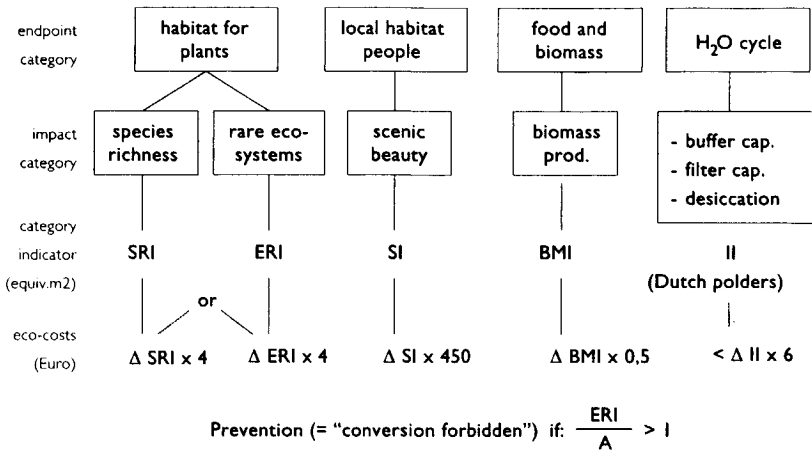 endpoint
category
habitat for
plants
local habitat
people
food and
biomass
H₂O cycle
impact
category
species
richness
rare eco-
systems
scenic
beauty
biomass
prod.
- buffer cap.
- filter cap.
- desiccation
category
indicator
(equiv.m2)
SRI
ERI
SI
BMI
II
(Dutch polders)
or
eco-costs
(Euro)
Δ SRI x 4
Δ ERI x 4
Δ SI x 450
Δ BMI x 0,5
< Δ II x 6
Prevention (= “conversion forbidden”) if: ERI / A > 1